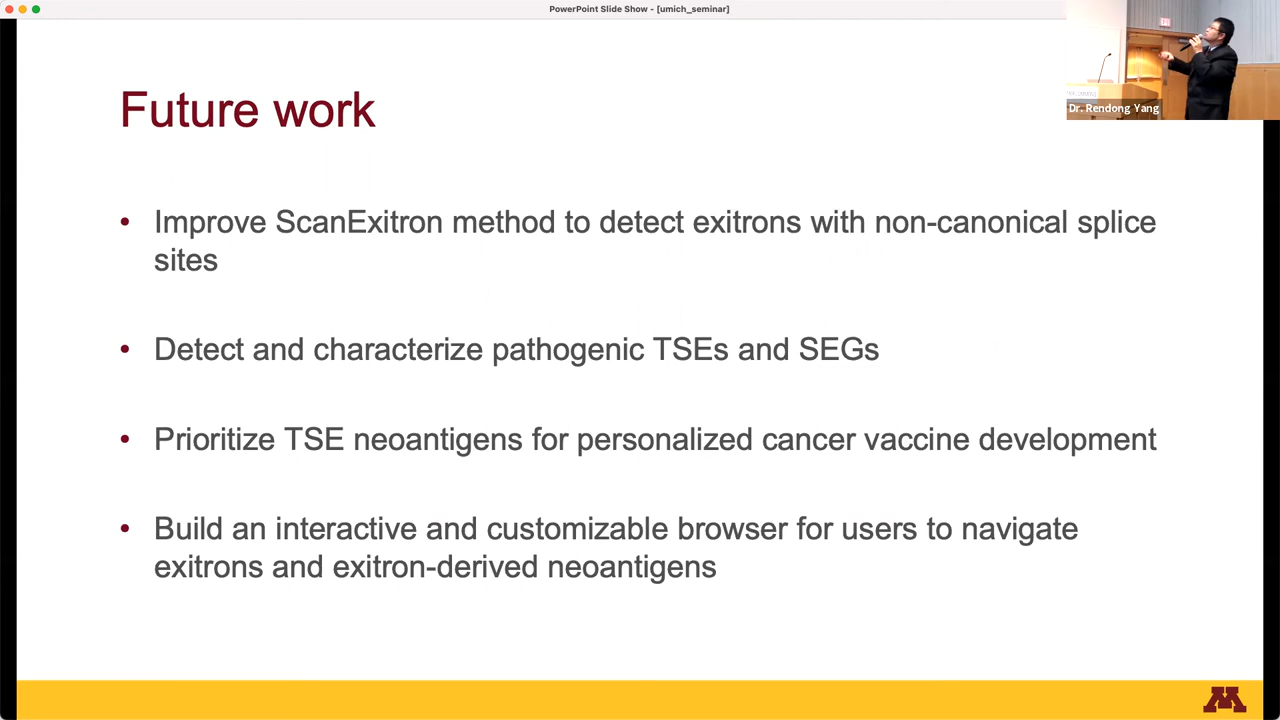 PowerPoint Slide Show - [umich_seminar]
Dr. Rendong Yang
Future work
• Improve ScanExitron method to detect exitrons with non-canonical splice
sites
• Detect and characterize pathogenic TSEs and SEGs
• Prioritize TSE neoantigens for personalized cancer vaccine development
• Build an interactive and customizable browser for users to navigate
exitrons and exitron-derived neoantigens
M